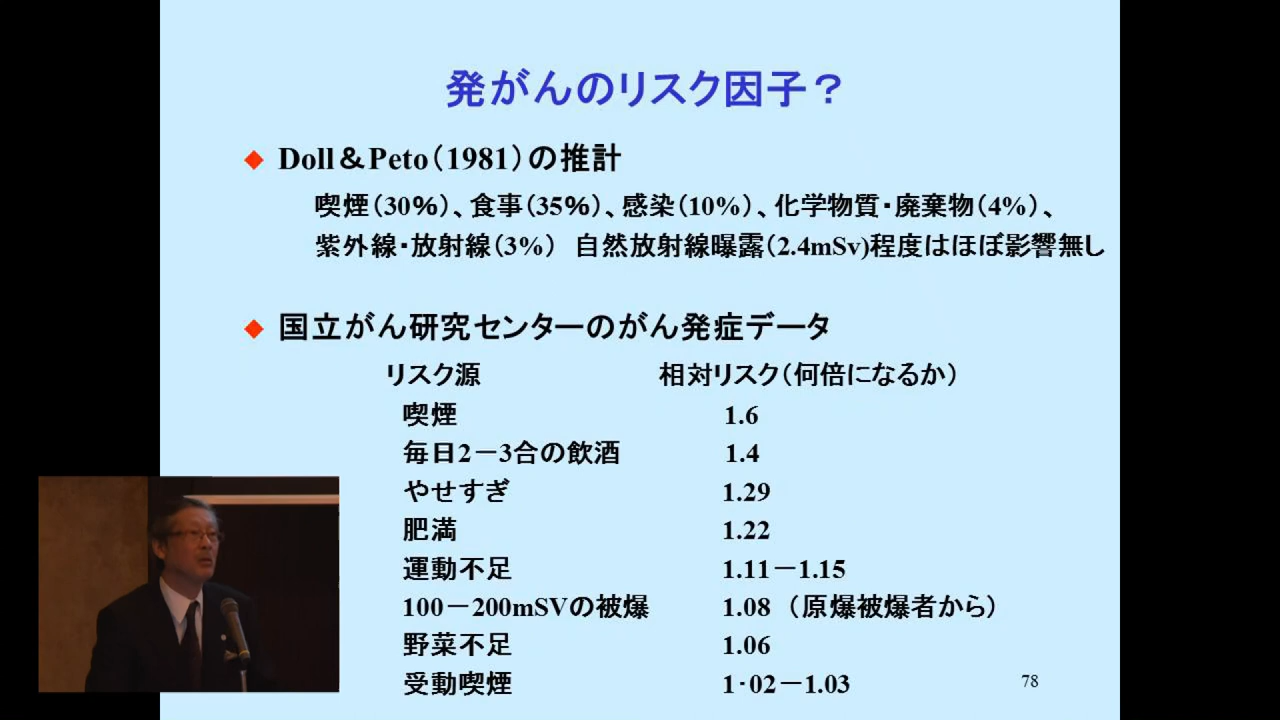 発がんのリスク因子？
◆ Doll＆Peto（1981）の推計
喫煙（30％）、食事（35％）、感染（10%）、化学物質・廃棄物（4%）、
紫外線・放射線（3%） 自然放射線曝露（2.4mSv)程度はほぼ影響無し
◆ 国立がん研究センターのがん発症データ
リスク源 相対リスク（何倍になるか）
喫煙 1.6
毎日2－3合の飲酒 1.4
やせすぎ 1.29
肥満 1.22
運動不足 1.11－1.15
100－200mSVの被爆 1.08 （原爆被爆者から）
野菜不足 1.06
受動喫煙 1･02－1.03
78